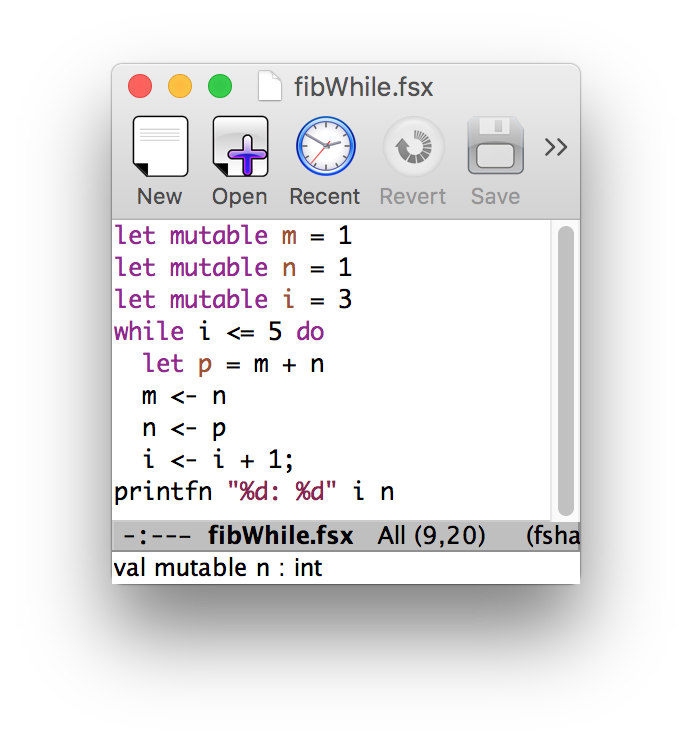 fibWhile.fsx
New Open Recent Revert Save
let mutable m = 1
let mutable n = 1
let mutable i = 3
while i <= 5 do
  let p = m + n
  m <- n
  n <- p
  i <- i + 1;
printfn "%d: %d" i n
-:--- fibWhile.fsx All (9,20) (fsha
val mutable n : int